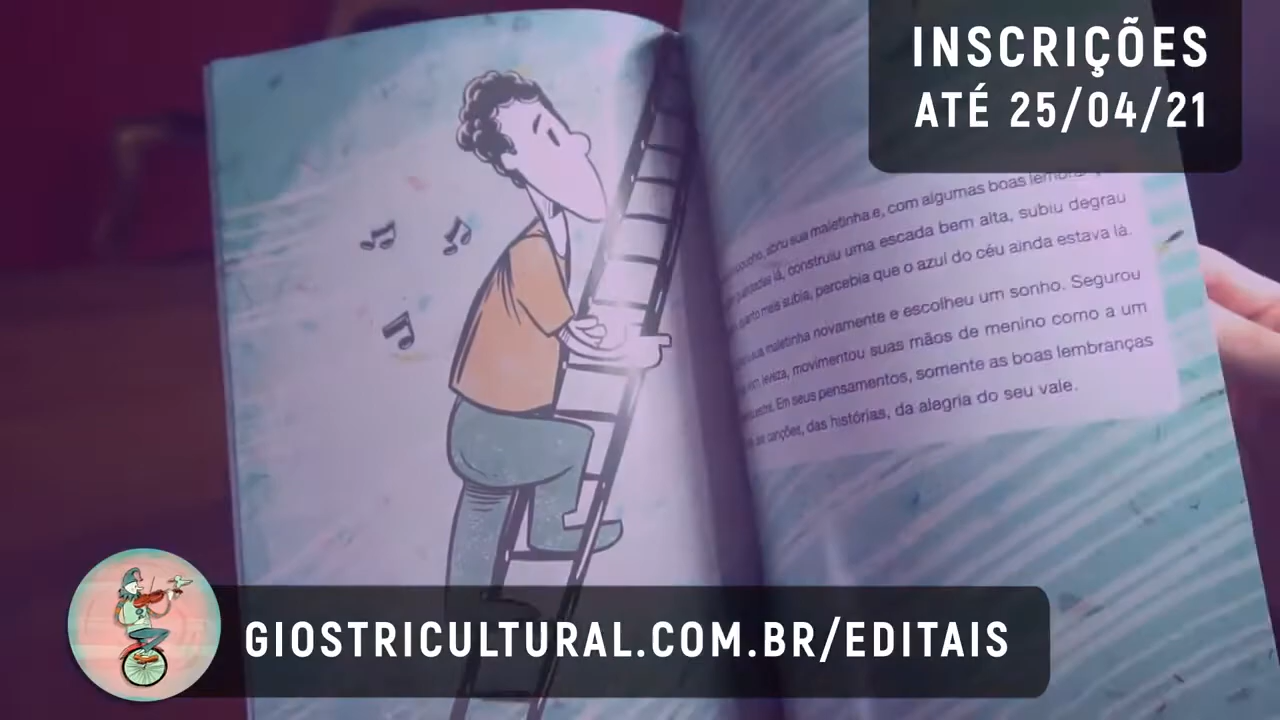 INSCRIÇÕES
ATÉ 25/04/21
sua maletinha e, com algumas boas
lá, construiu uma escada bem alta, subiu degrau
mais subia, percebia que o azul do céu ainda estava lá.
sua maletinha novamente e escolheu um sonho. Segurou
leveza, movimentou suas mãos de menino como a um
Em seus pensamentos, somente as boas lembranças
canções, das histórias, da alegria do seu vale.
GIOSTRICULTURAL.COM.BR/EDITAIS